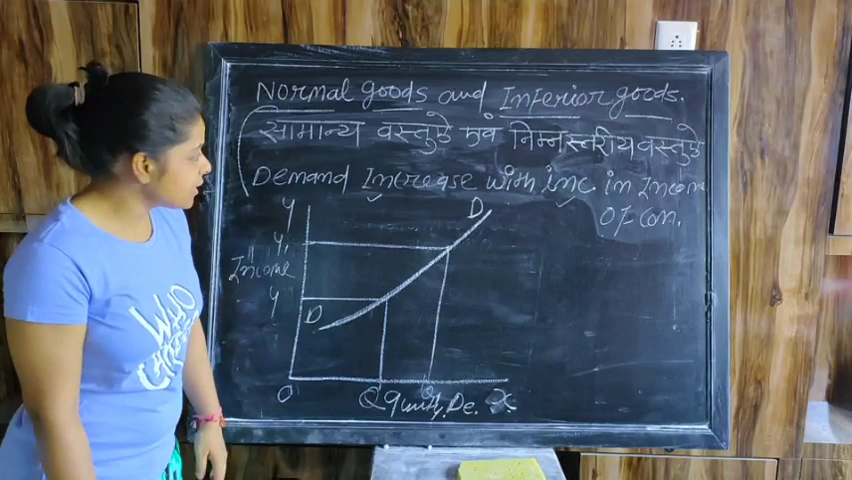 Normal goods and Inferior goods.
सामान्य वस्तुऐ एवं निम्नस्तरीय वस्तुऐ
Demand Increase with inc. in Income
of con.
Y
D
Y₁
Income
Y
D
O
Q
De. X
WHO